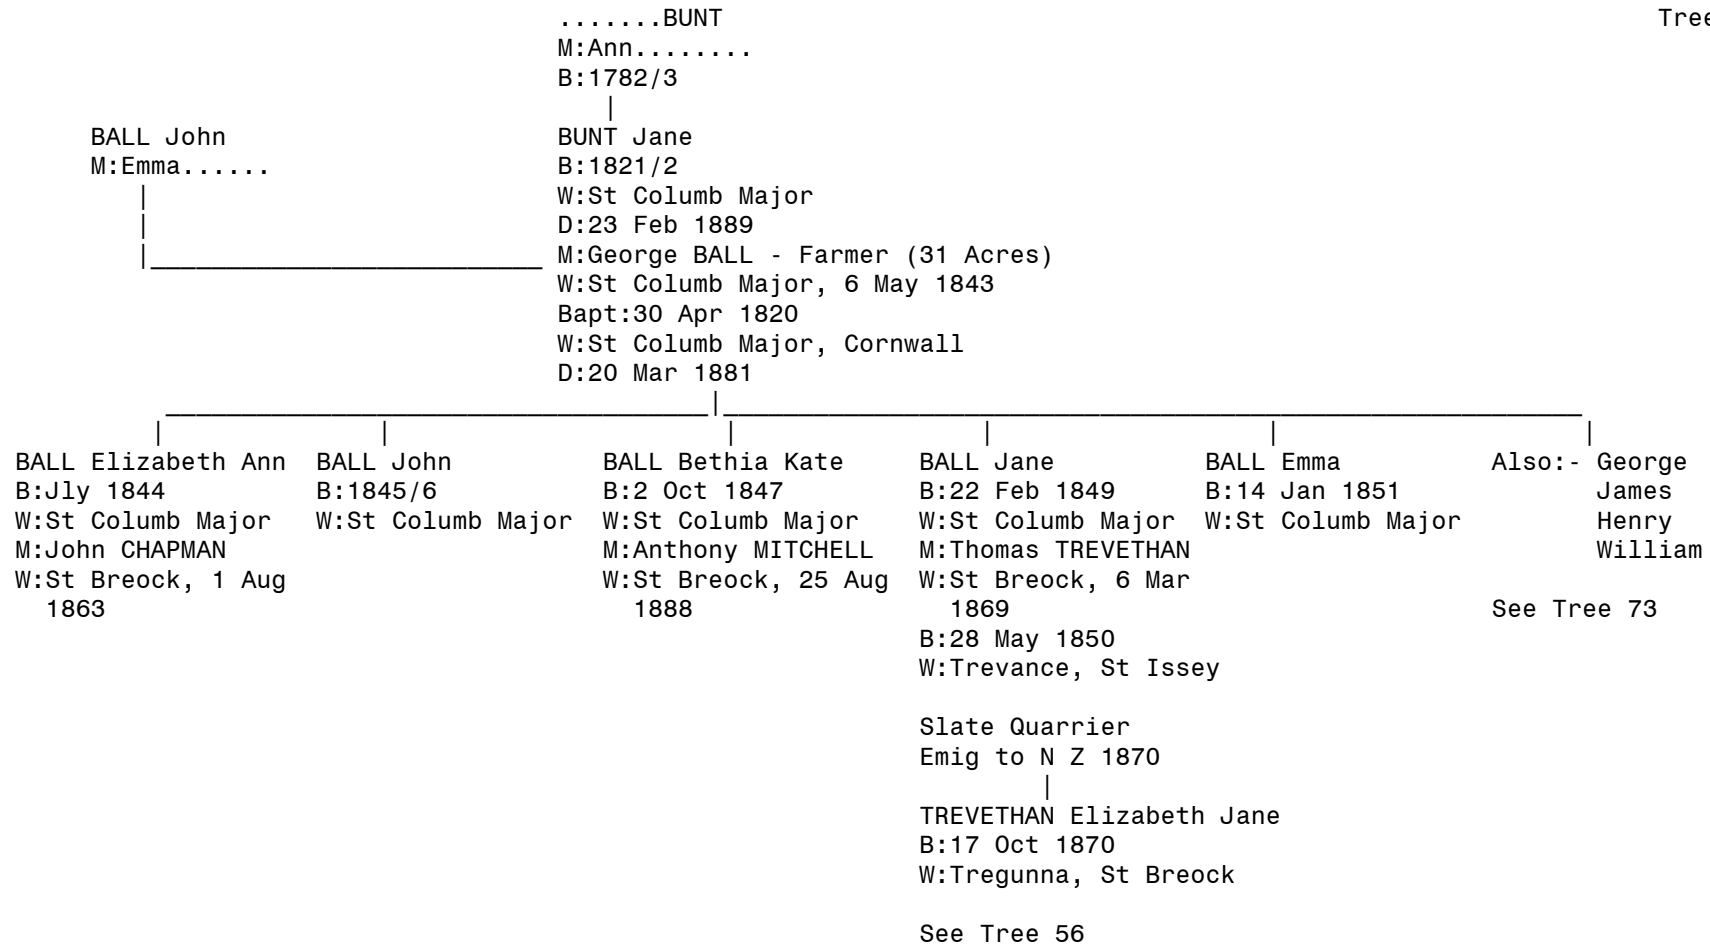 .......BUNT
Tree
M:Ann........
B:1782/3
BALL John
M:Emma......
BUNT Jane
B:1821/2
W:St Columb Major
D:23 Feb 1889
M:George BALL - Farmer (31 Acres)
W:St Columb Major, 6 May 1843
Bapt:30 Apr 1820
W:St Columb Major, Cornwall
D:20 Mar 1881
BALL Elizabeth Ann
B:Jly 1844
W:St Columb Major
M:John CHAPMAN
W:St Breock, 1 Aug
1863
BALL John
B:1845/6
W:St Columb Major
BALL Bethia Kate
B:2 Oct 1847
W:St Columb Major
M:Anthony MITCHELL
W:St Breock, 25 Aug
1888
BALL Jane
B:22 Feb 1849
W:St Columb Major
M:Thomas TREVETHAN
W:St Breock, 6 Mar
1869
B:28 May 1850
W:Trevance, St Issey
Slate Quarrier
Emig to N Z 1870
TREVETHAN Elizabeth Jane
B:17 Oct 1870
W:Tregunna, St Breock
See Tree 56
BALL Emma
B:14 Jan 1851
W:St Columb Major
Also:- George
James
Henry
William
See Tree 73